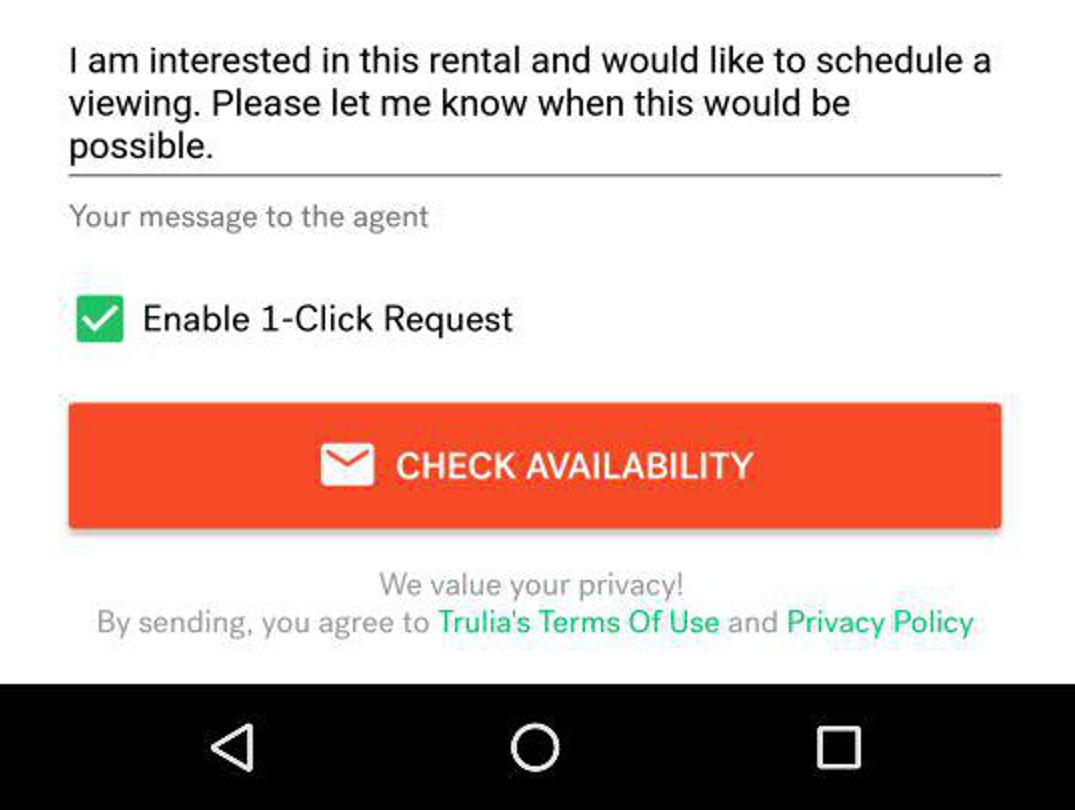 I am interested in this rental and would like to schedule a
viewing. Please let me know when this would be
possible.
Your message to the agent
Enable 1-Click Request
CHECK AVAILABILITY
We value your privacy!
By sending, you agree to Trulia's Terms Of Use and Privacy Policy